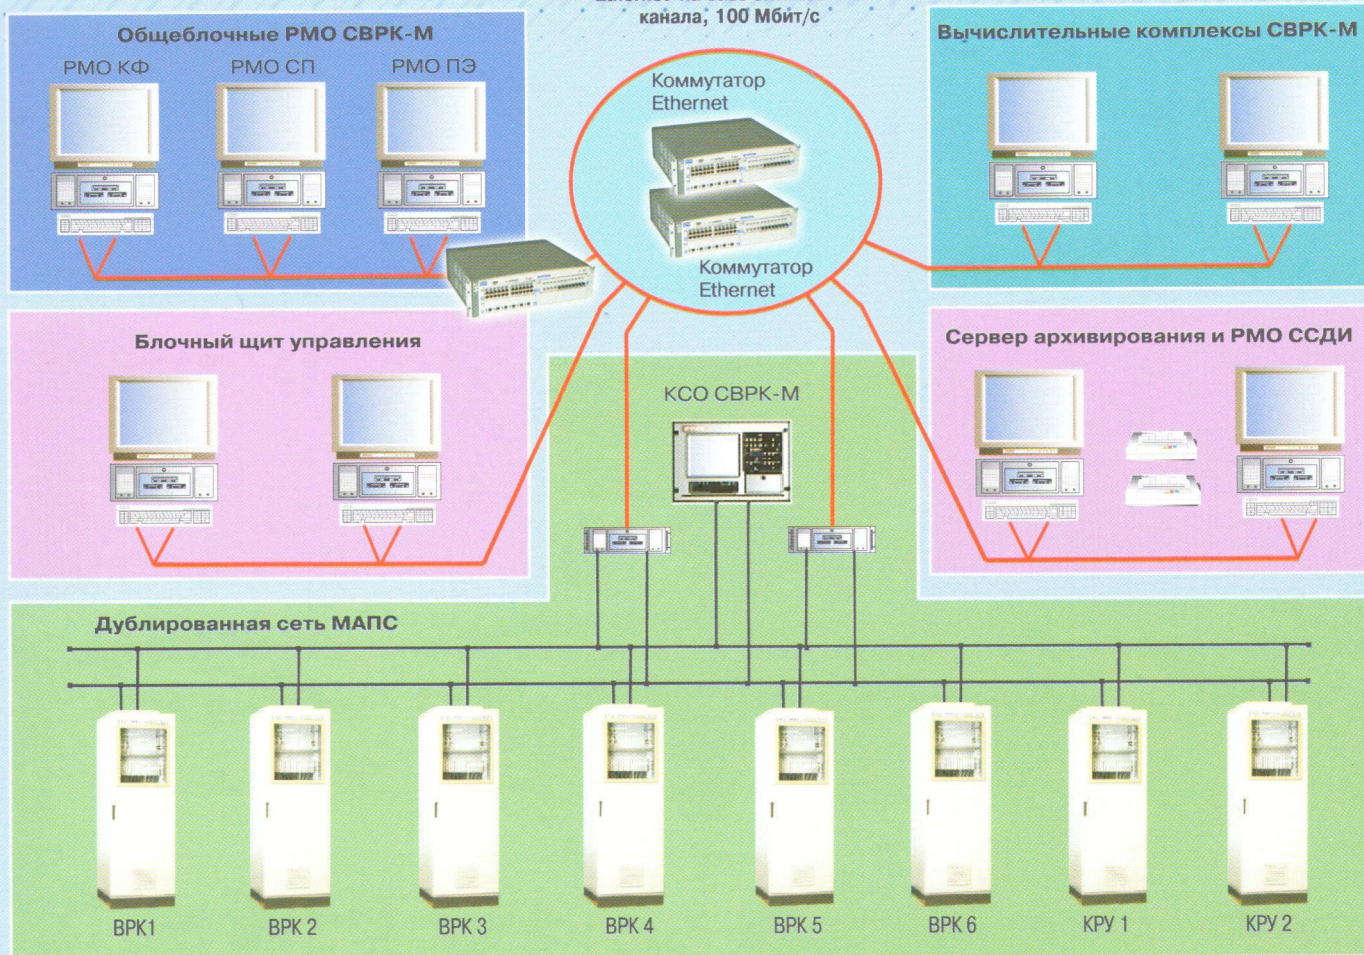 канала, 100 Мбит/с
Общеблочные РМО СВРК-М
РМО КФ
РМО СП
РМО ПЭ
Коммутатор
Ethernet
Коммутатор
Ethernet
Вычислительные комплексы СВРК-М
Блочный щит управления
Сервер архивирования и РМО ССДИ
КСО СВРК-М
Дублированная сеть МАПС
ВРК1
ВРК 2
ВРК 3
ВРК 4
ВРК 5
ВРК 6
КРУ 1
КРУ 2